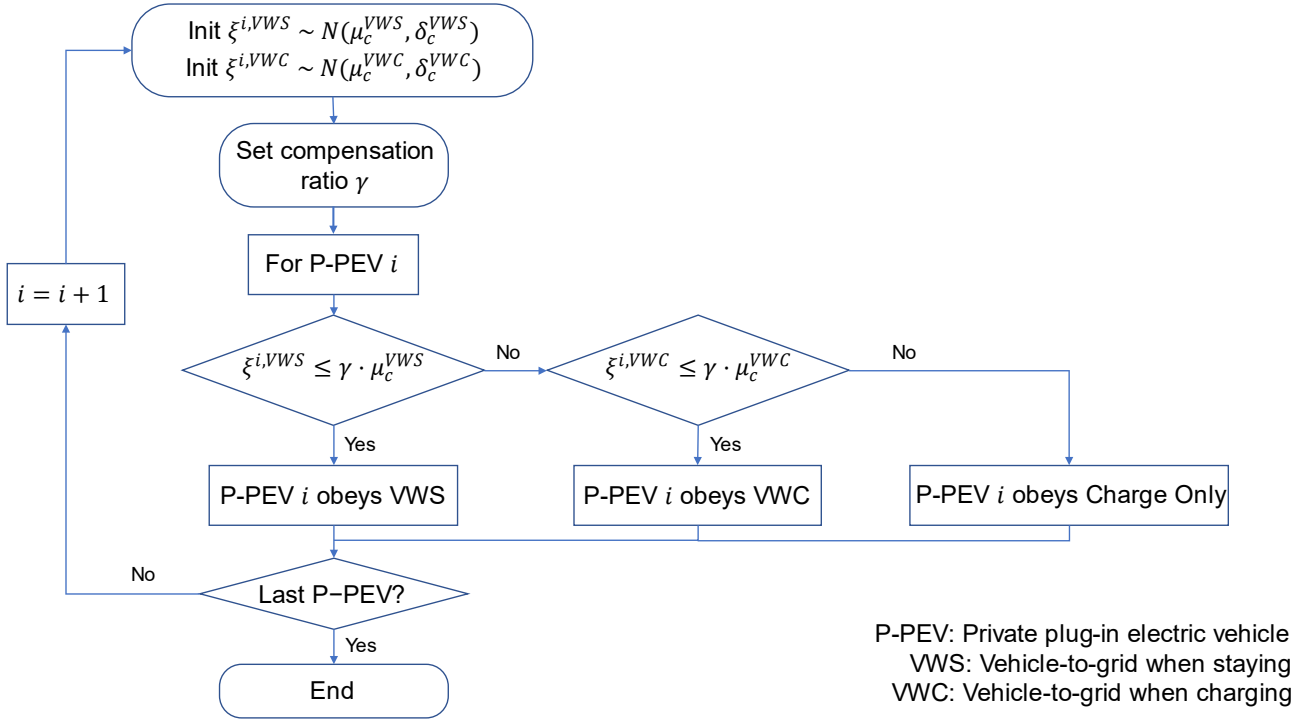 Init ξ^{i,VWS} ~ N(μ_c^{VWS}, δ_c^{VWS})
Init ξ^{i,VWC} ~ N(μ_c^{VWC}, δ_c^{VWC})
Set compensation
ratio γ
For P-PEV i
i = i + 1
ξ^{i,VWS} ≤ γ · μ_c^{VWS}
No
ξ^{i,VWC} ≤ γ · μ_c^{VWC}
No
Yes
Yes
P-PEV i obeys VWS
P-PEV i obeys VWC
P-PEV i obeys Charge Only
No
Last P−PEV?
Yes
End
P-PEV: Private plug-in electric vehicle
VWS: Vehicle-to-grid when staying
VWC: Vehicle-to-grid when charging